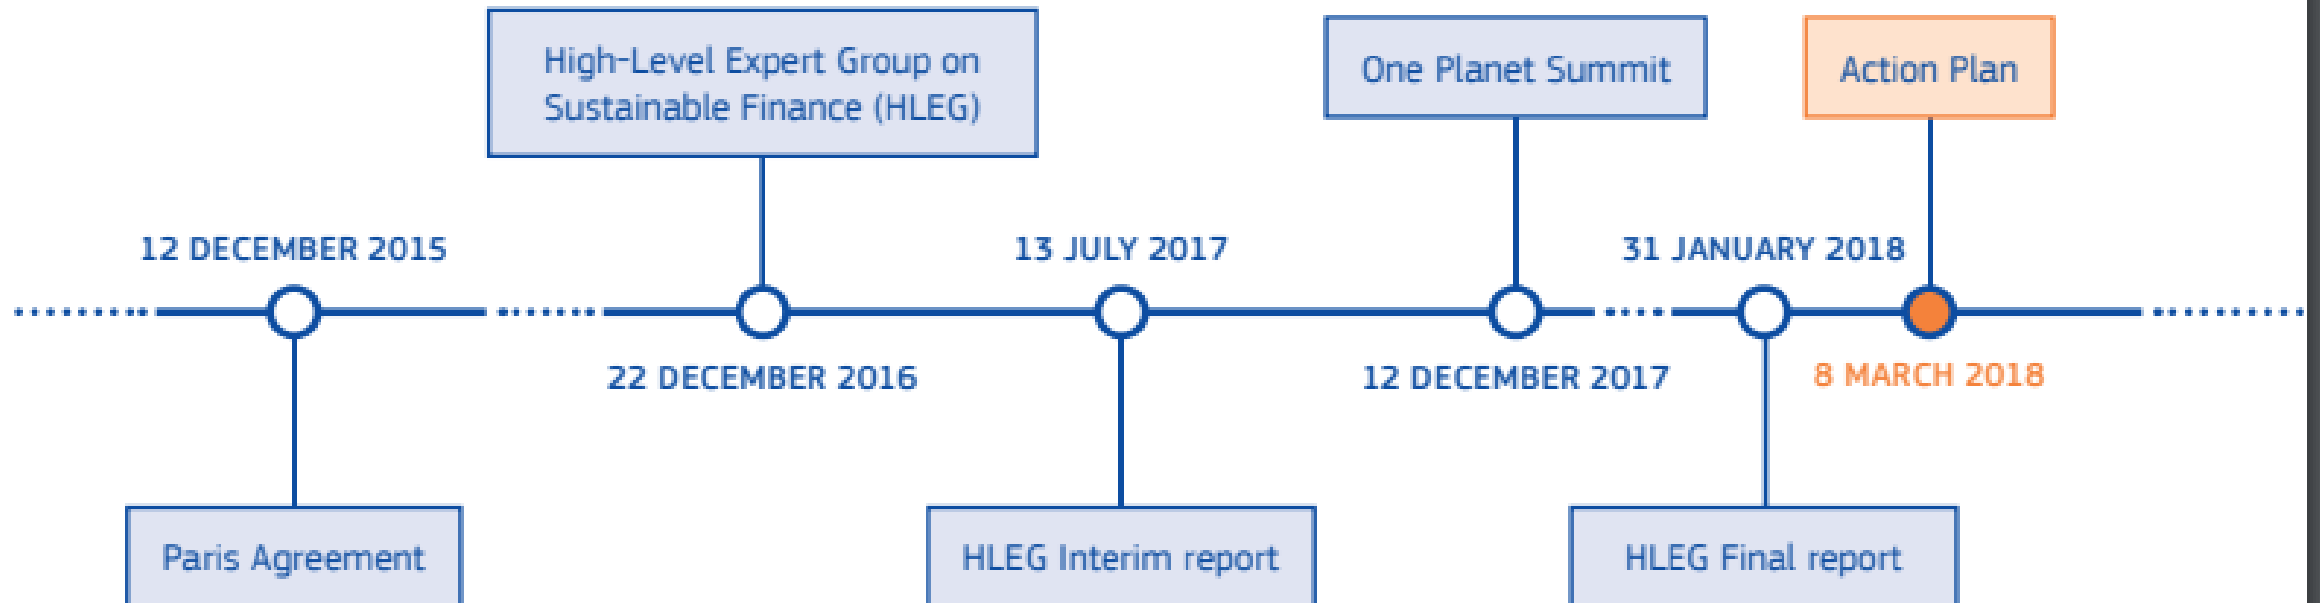 High-Level Expert Group on
Sustainable Finance (HLEG)
One Planet Summit
Action Plan
12 DECEMBER 2015
13 JULY 2017
31 JANUARY 2018
22 DECEMBER 2016
12 DECEMBER 2017
8 MARCH 2018
Paris Agreement
HLEG Interim report
HLEG Final report